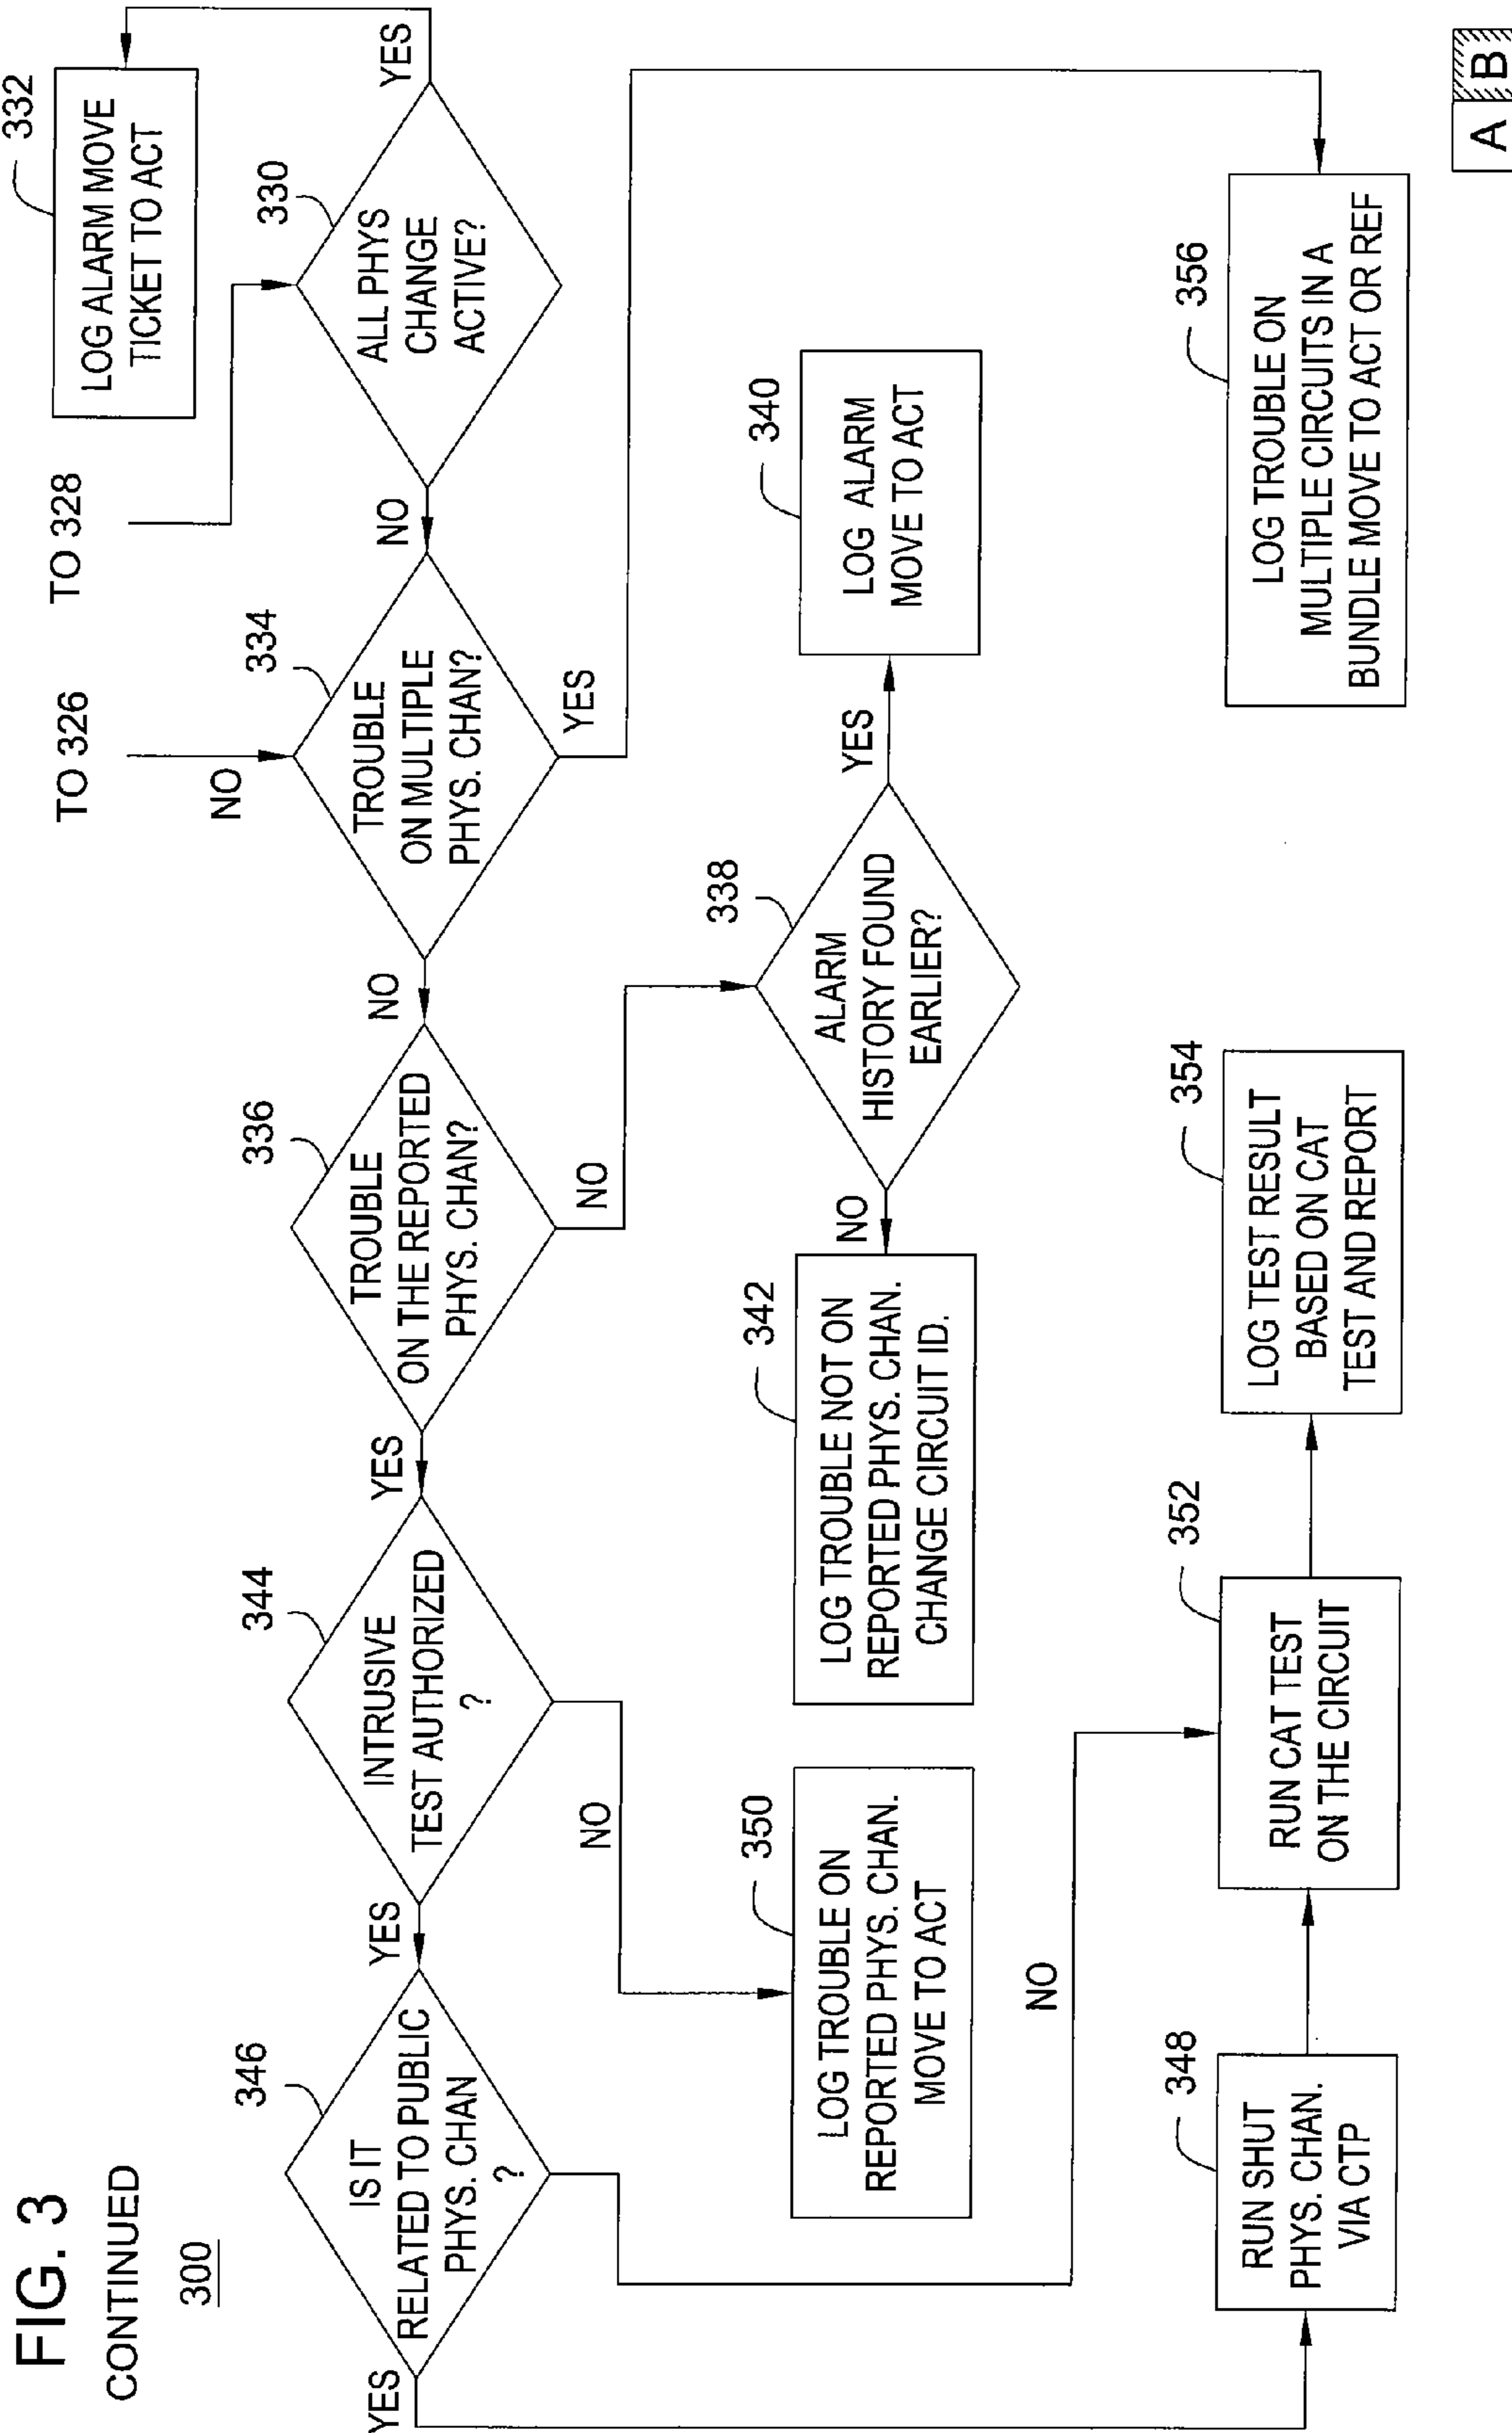 FIG. 3
CONTINUED
300
TO 326
TO 328
332
LOG ALARM MOVE
TICKET TO ACT
YES
330
ALL PHYS
CHANGE
ACTIVE?
NO
NO
334
TROUBLE
ON MULTIPLE
PHYS. CHAN?
YES
NO
336
TROUBLE
ON THE REPORTED
PHYS. CHAN?
NO
YES
344
INTRUSIVE
TEST AUTHORIZED
?
NO
YES
346
IS IT
RELATED TO PUBLIC
PHYS. CHAN
?
YES
NO
350
LOG TROUBLE ON
REPORTED PHYS. CHAN.
MOVE TO ACT
342
LOG TROUBLE NOT ON
REPORTED PHYS. CHAN.
CHANGE CIRCUIT ID.
NO
338
ALARM
HISTORY FOUND
EARLIER?
YES
340
LOG ALARM
MOVE TO ACT
348
RUN SHUT
PHYS. CHAN.
VIA CTP
352
RUN CAT TEST
ON THE CIRCUIT
354
LOG TEST RESULT
BASED ON CAT
TEST AND REPORT
356
LOG TROUBLE ON
MULTIPLE CIRCUITS IN A
BUNDLE MOVE TO ACT OR REF
A B